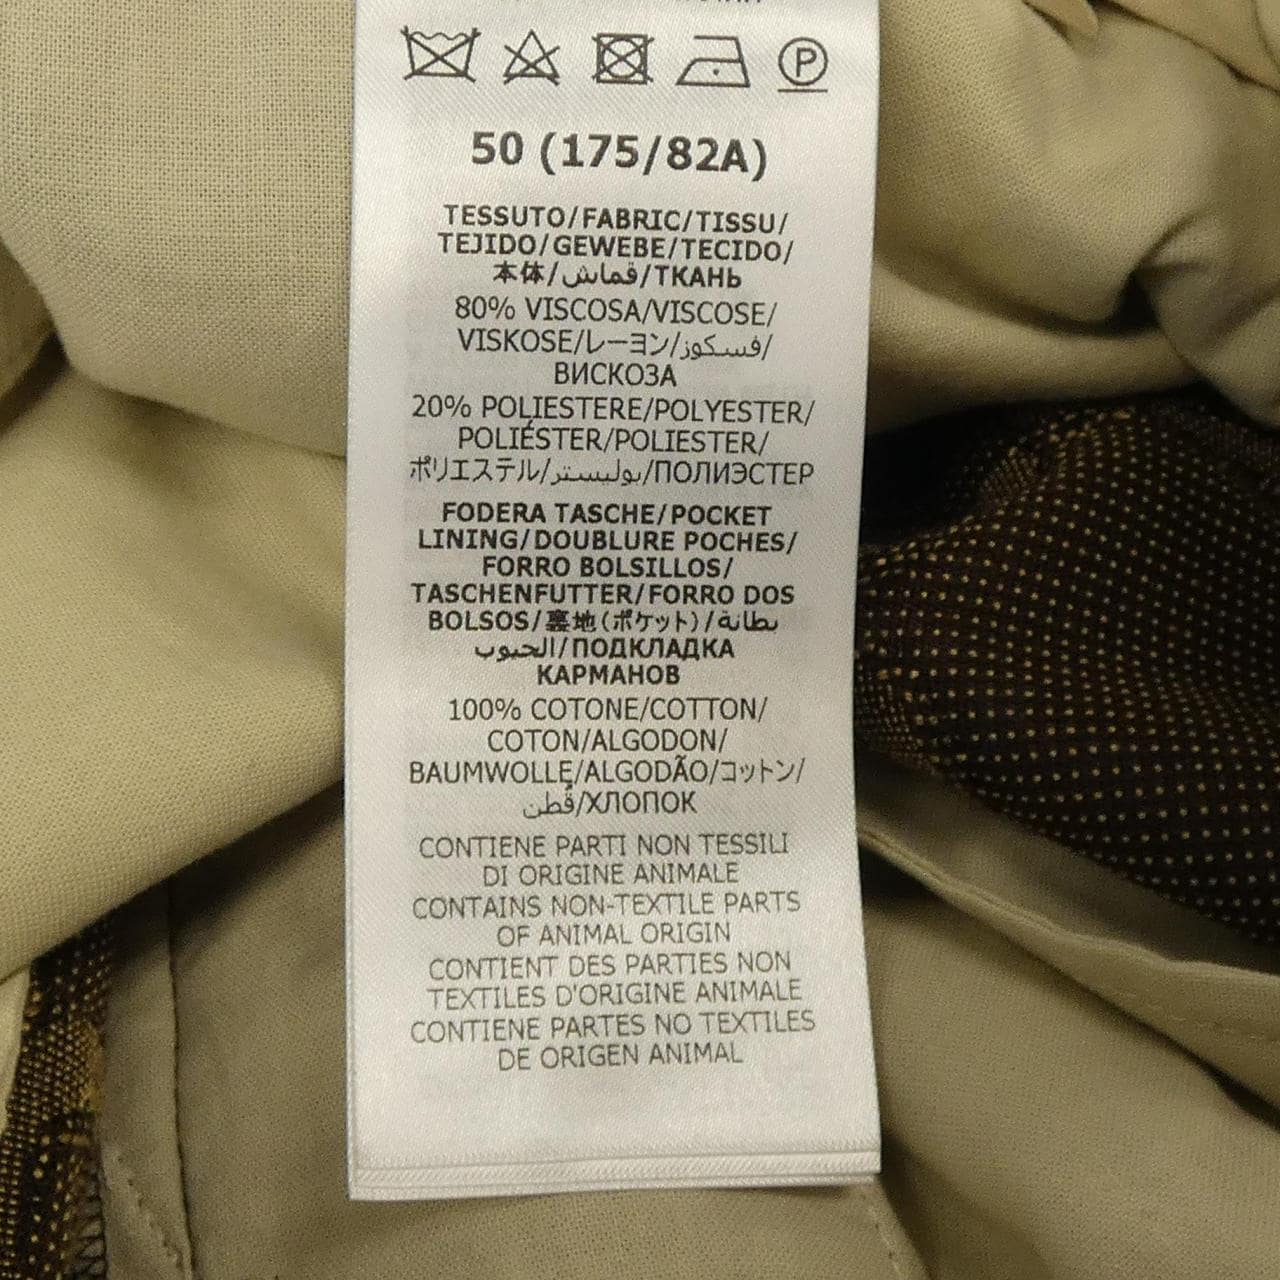 50 (175/82A)
TESSUTO/FABRIC/TISSU/
TEJIDO/GEWEBE/TECIDO/
本体/قماش/ТКАНЬ
80% VISCOSA/VISCOSE/
VISKOSE/レーヨン/فسكوز/
ВИСКОЗА
20% POLIESTERE/POLYESTER/
POLIÉSTER/POLIESTER/
ポリエステル/بوليستر/ПОЛИЭСТЕР
FODERA TASCHE/POCKET
LINING/DOUBLURE POCHES/
FORRO BOLSILLOS/
TASCHENFUTTER/FORRO DOS
BOLSOS/裏地(ポケット)/بطانة
الجيوب/ПОДКЛАДКА
КАРМАНОВ
100% COTONE/COTTON/
COTON/ALGODON/
BAUMWOLLE/ALGODÃO/コットン/
قُطن/ХЛОПОК
CONTIENE PARTI NON TESSILI
DI ORIGINE ANIMALE
CONTAINS NON-TEXTILE PARTS
OF ANIMAL ORIGIN
CONTIENT DES PARTIES NON
TEXTILES D'ORIGINE ANIMALE
CONTIENE PARTES NO TEXTILES
DE ORIGEN ANIMAL